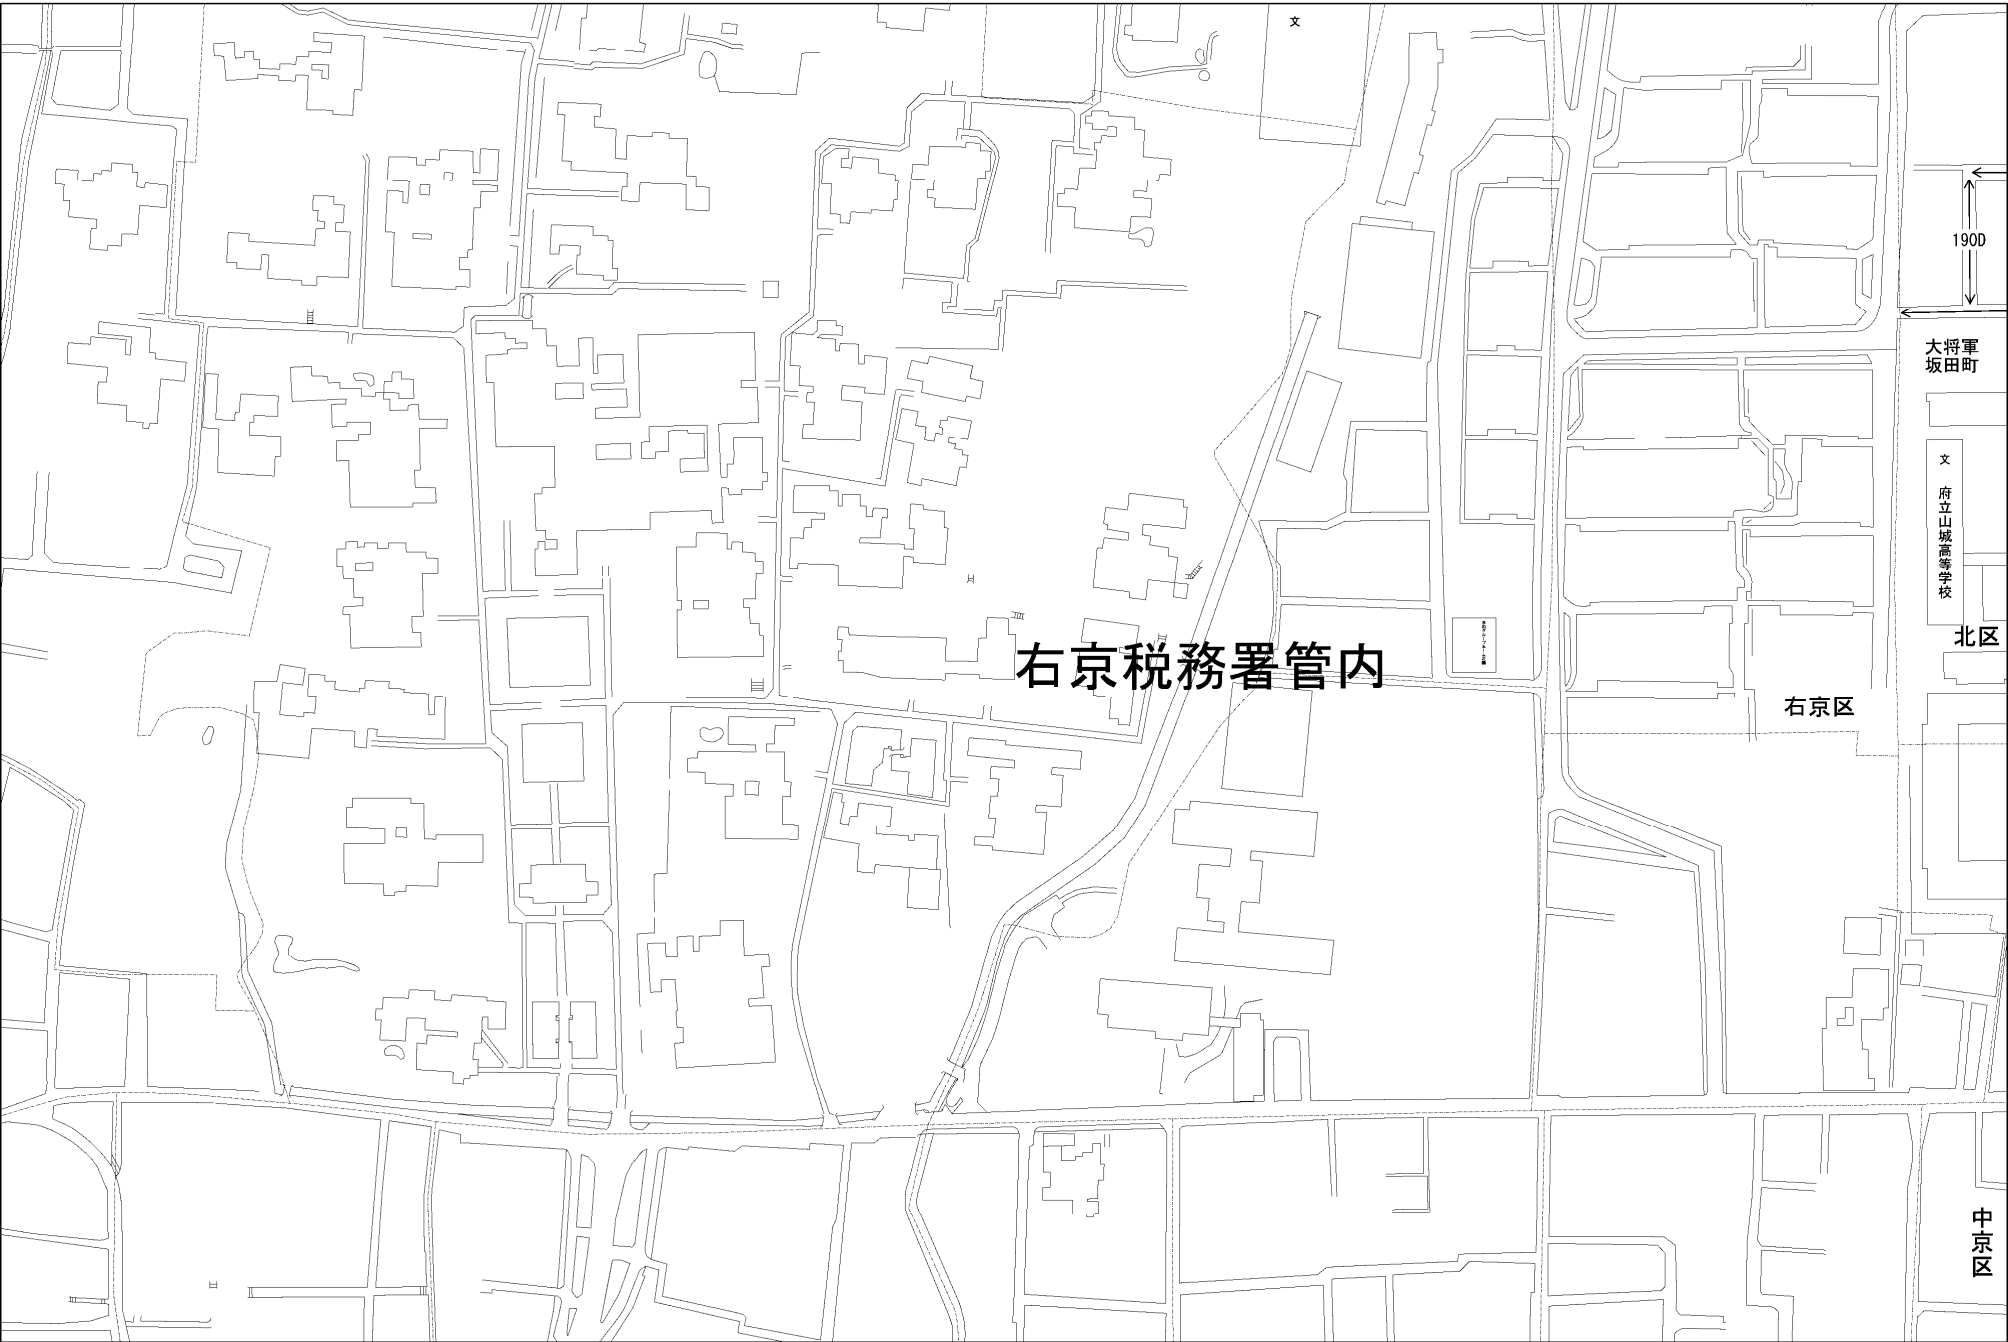 文
190D
大将軍
坂田町
文 府立山城高等学校
北区
右京税務署管内
右京区
中京区